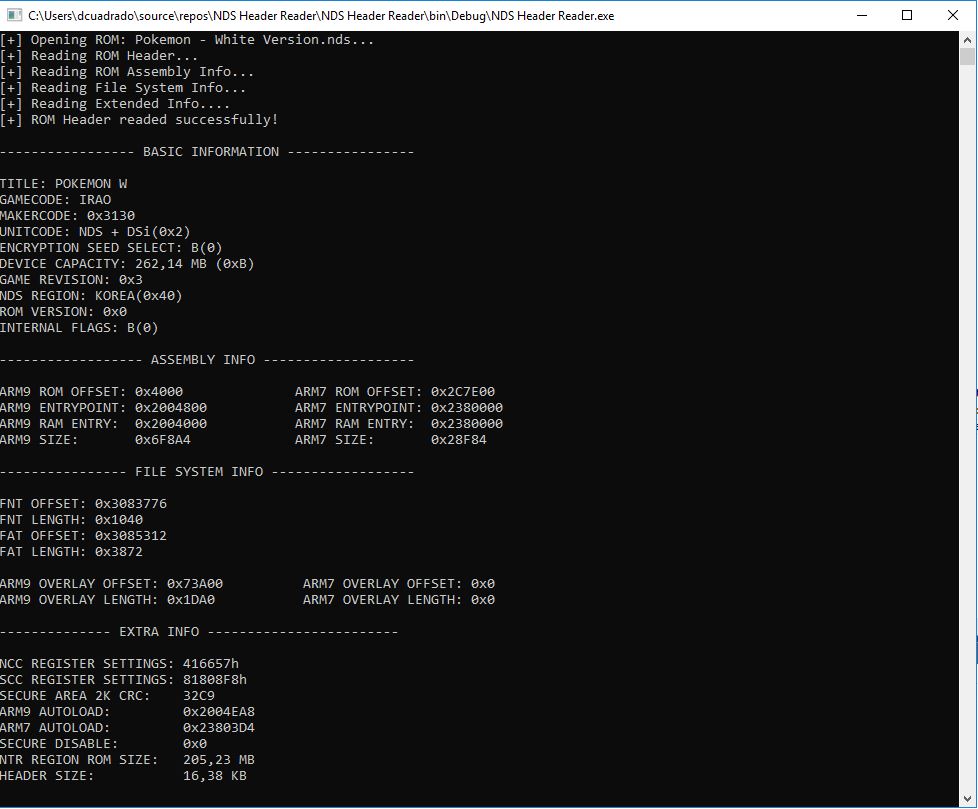 C:\Users\dcuadrado\source\repos\NDS Header Reader\NDS Header Reader\bin\Debug\NDS Header Reader.exe
[+] Opening ROM: Pokemon - White Version.nds...
[+] Reading ROM Header...
[+] Reading ROM Assembly Info...
[+] Reading File System Info...
[+] Reading Extended Info....
[+] ROM Header readed successfully!
----------------- BASIC INFORMATION ----------------
TITLE: POKEMON W
GAMECODE: IRAO
MAKERCODE: 0x3130
UNITCODE: NDS + DSi(0x2)
ENCRYPTION SEED SELECT: B(0)
DEVICE CAPACITY: 262,14 MB (0xB)
GAME REVISION: 0x3
NDS REGION: KOREA(0x40)
ROM VERSION: 0x0
INTERNAL FLAGS: B(0)
------------------ ASSEMBLY INFO -------------------
ARM9 ROM OFFSET: 0x4000 ARM7 ROM OFFSET: 0x2C7E00
ARM9 ENTRYPOINT: 0x2004800 ARM7 ENTRYPOINT: 0x2380000
ARM9 RAM ENTRY: 0x2004000 ARM7 RAM ENTRY: 0x2380000
ARM9 SIZE: 0x6F8A4 ARM7 SIZE: 0x28F84
---------------- FILE SYSTEM INFO ------------------
FNT OFFSET: 0x3083776
FNT LENGTH: 0x1040
FAT OFFSET: 0x3085312
FAT LENGTH: 0x3872
ARM9 OVERLAY OFFSET: 0x73A00 ARM7 OVERLAY OFFSET: 0x0
ARM9 OVERLAY LENGTH: 0x1DA0 ARM7 OVERLAY LENGTH: 0x0
-------------- EXTRA INFO ------------------------
NCC REGISTER SETTINGS: 416657h
SCC REGISTER SETTINGS: 81808F8h
SECURE AREA 2K CRC: 32C9
ARM9 AUTOLOAD: 0x2004EA8
ARM7 AUTOLOAD: 0x23803D4
SECURE DISABLE: 0x0
NTR REGION ROM SIZE: 205,23 MB
HEADER SIZE: 16,38 KB